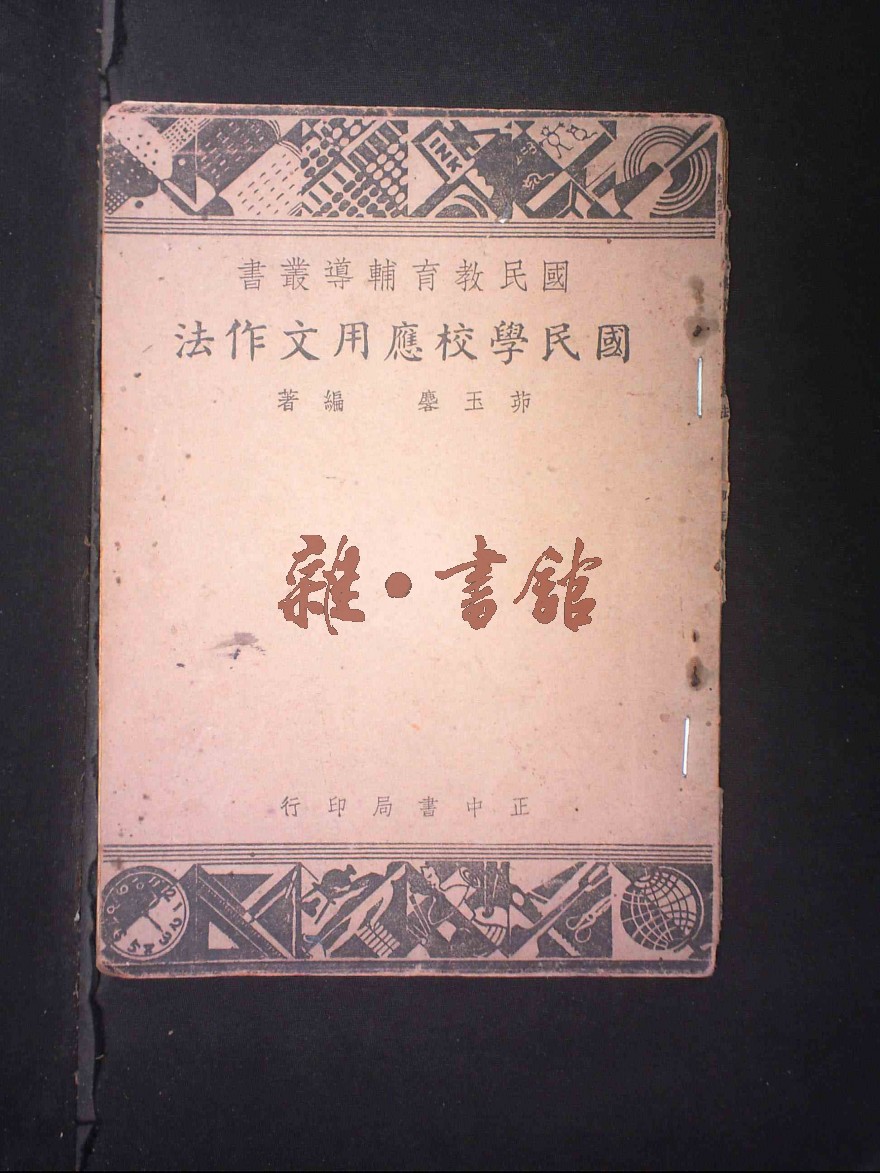 國民教育輔導叢書
國民學校應用文作法
茆玉麐 編著
雜·書館
正中書局印行